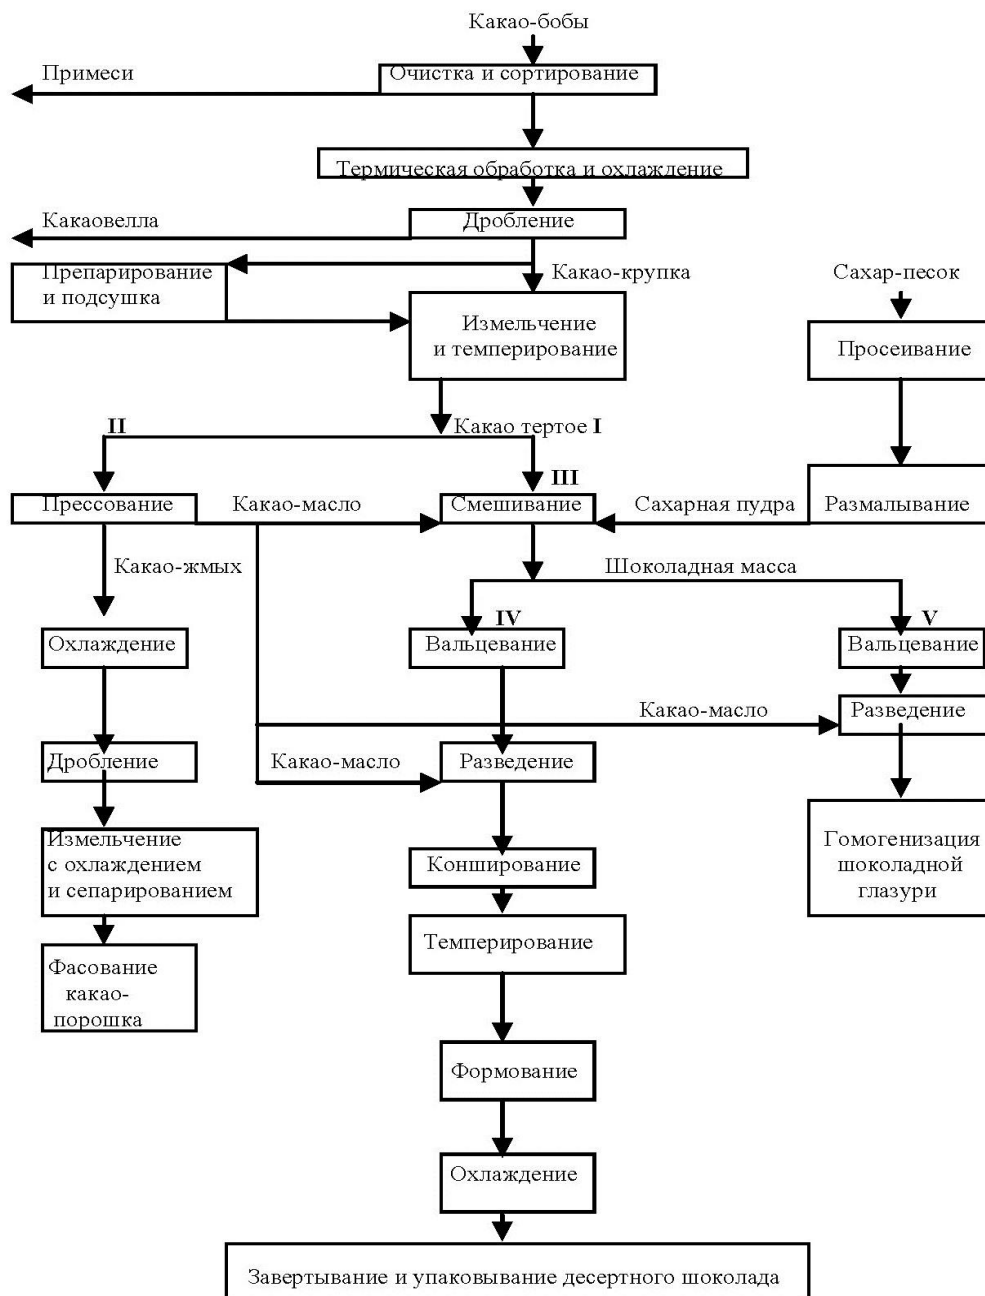 Какао-бобы
Примеси
Очистка и сортирование
Термическая обработка и охлаждение
Какаовелла
Дробление
Препарирование
и подсушка
Какао-крупка
Сахар-песок
Измельчение
и темперирование
Просеивание
II
Какао тертое I
III
Прессование
Какао-масло
Смешивание
Сахарная пудра
Размалывание
Какао-жмых
Шоколадная масса
IV
V
Охлаждение
Вальцевание
Вальцевание
Какао-масло
Разведение
Дробление
Какао-масло
Разведение
Измельчение
с охлаждением
и сепарированием
Конширование
Гомогенизация
шоколадной
глазури
Темперирование
Фасование
какао-
порошка
Формование
Охлаждение
Завертывание и упаковывание десертного шоколада